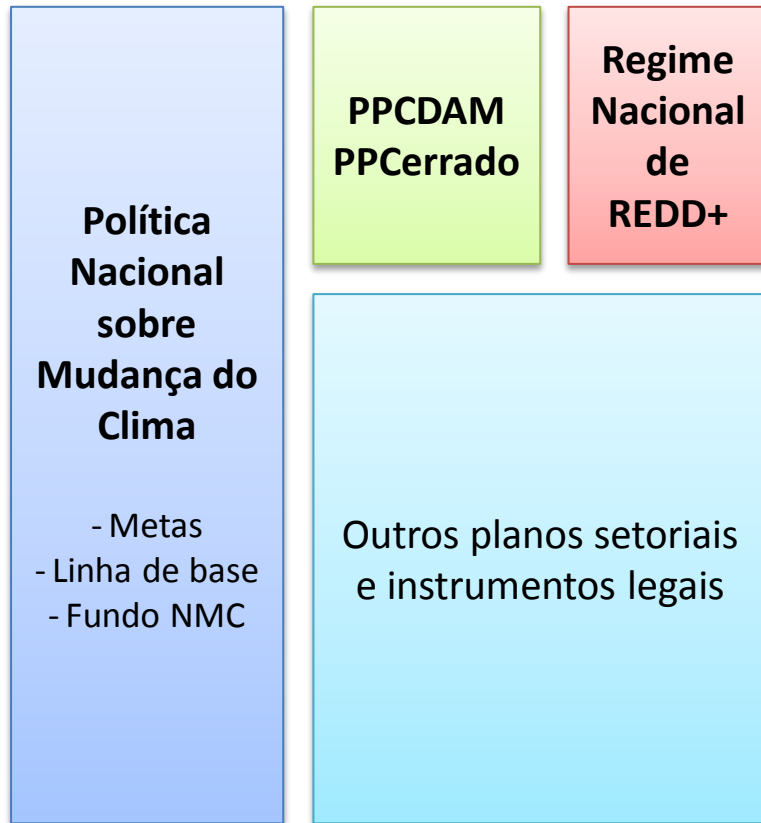 Política
Nacional
sobre
Mudança do
Clima
- Metas
- Linha de base
- Fundo NMC
PPCDAM
PPCerrado
Regime
Nacional
de
REDD+
Outros planos setoriais
e instrumentos legais